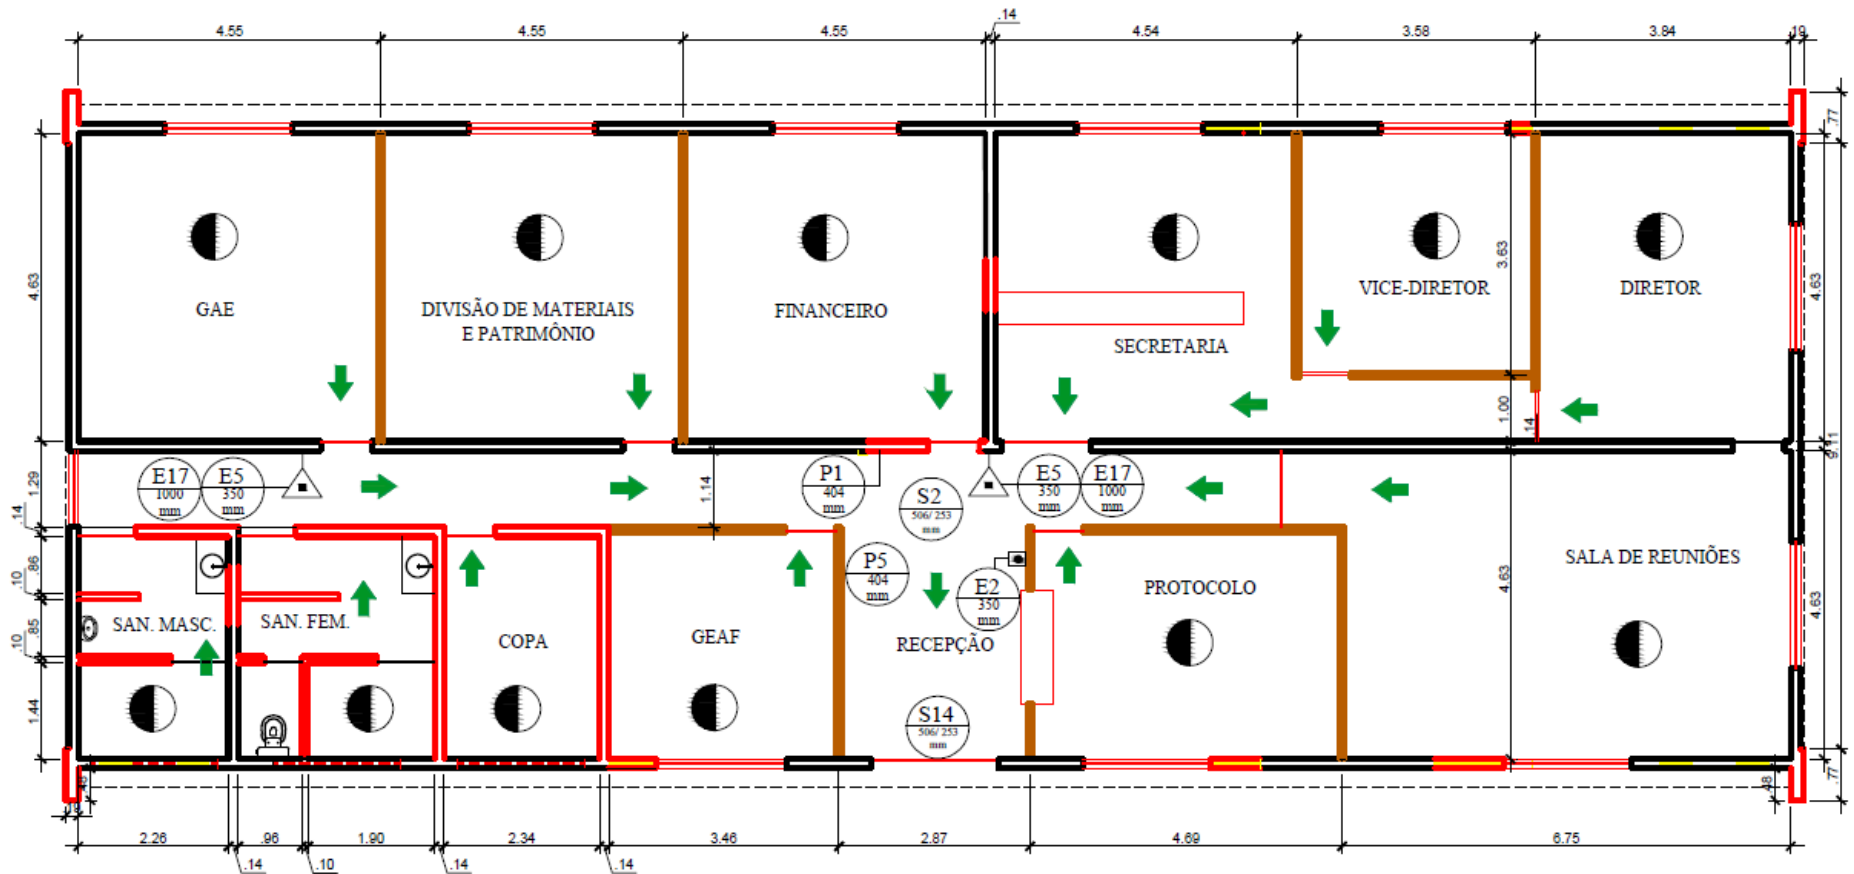 .14
4.55
4.55
4.55
4.54
3.58
3.84
19
.77
4.63
3.63
4.63
GAE
DIVISÃO DE MATERIAIS
E PATRIMÔNIO
FINANCEIRO
SECRETARIA
VICE-DIRETOR
DIRETOR
1.00
.14
9.11
1.29
E17
1000
mm
E5
350
mm
1.14
P1
404
mm
S2
506/ 253
mm
E5
350
mm
E17
1000
mm
.14
.86
.10
.85
.10
1.44
SAN. MASC.
SAN. FEM.
COPA
GEAF
P5
404
mm
E2
350
mm
RECEPÇÃO
S14
506/ 253
mm
PROTOCOLO
4.63
SALA DE REUNIÕES
4.63
.48
.77
2.26
.96
1.90
2.34
3.46
2.87
4.69
6.75
.14
.10
.14
.14